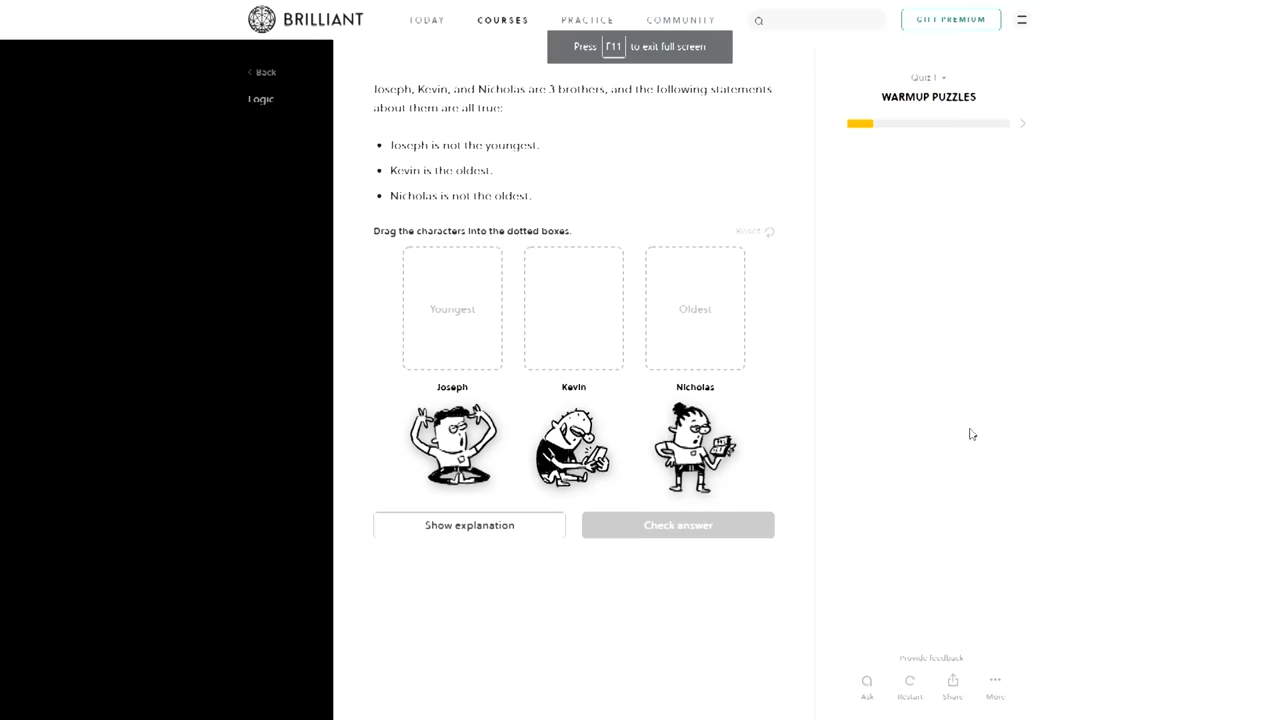 BRILLIANT
TODAY COURSES PRACTICE COMMUNITY GIFT PREMIUM
Press F11 to exit full screen
Back
Logic
Joseph, Kevin, and Nicholas are 3 brothers, and the following statements
about them are all true:
• Joseph is not the youngest.
• Kevin is the oldest.
• Nicholas is not the oldest.
Drag the characters into the dotted boxes. Reset
Youngest Oldest
Joseph Kevin Nicholas
Show explanation Check answer
Quiz 1
WARMUP PUZZLES
Provide feedback
Ask Restart Share More